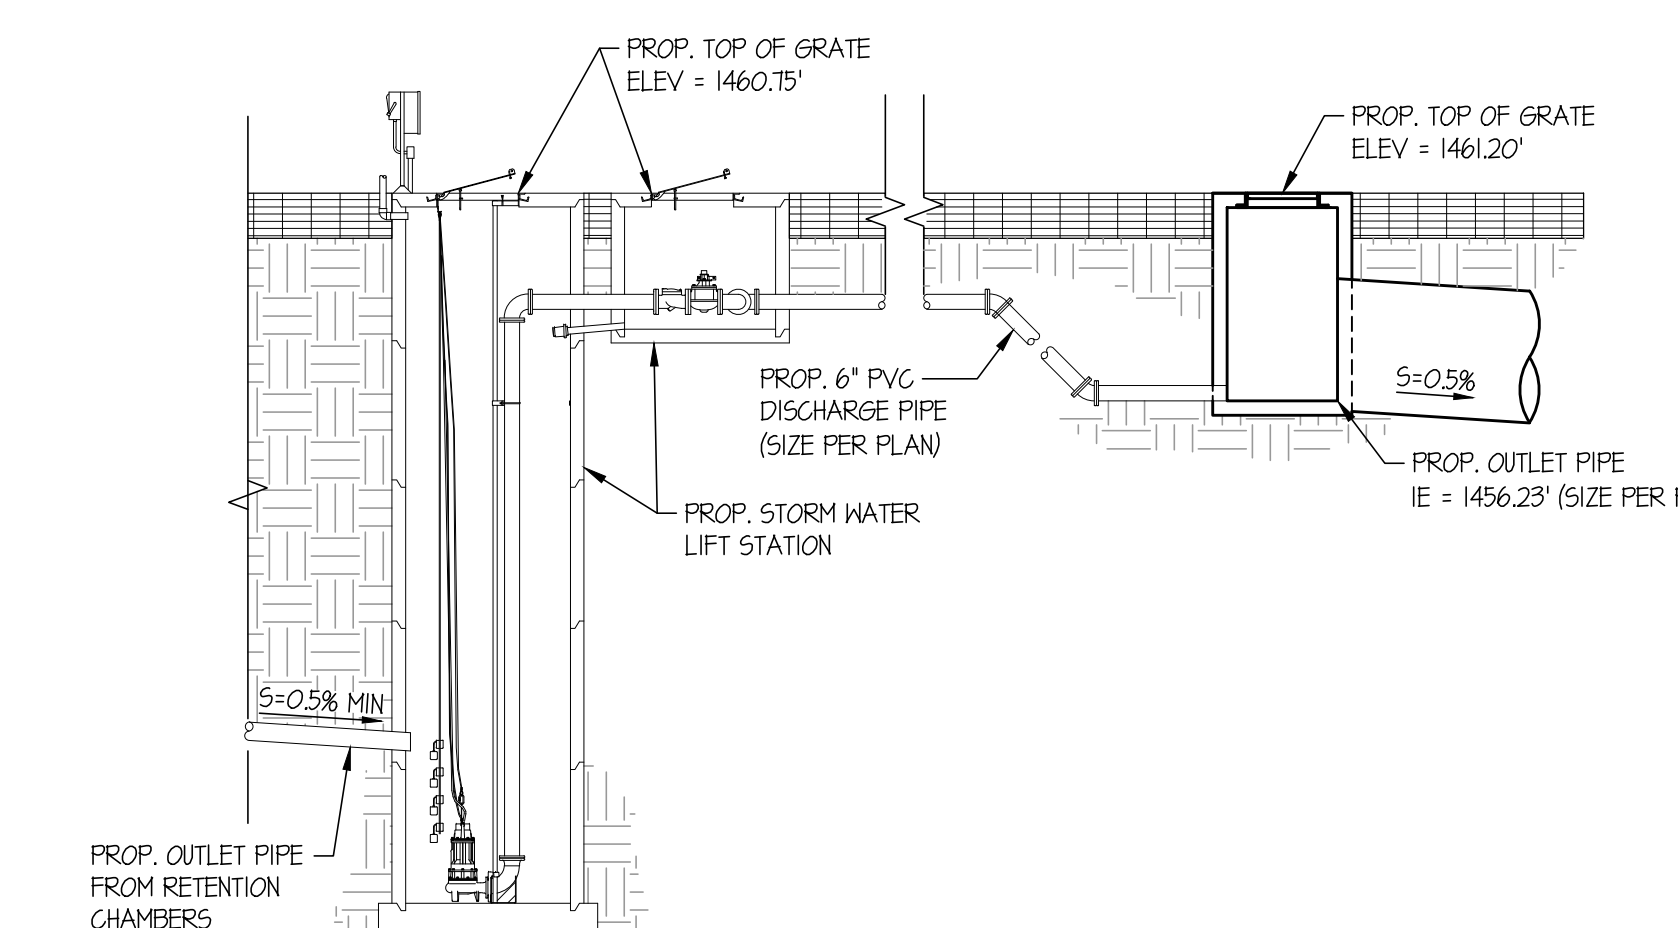 PROP. TOP OF GRATE
ELEV = 1460.75'
PROP. TOP OF GRATE
ELEV = 1461.20'
PROP. 6" PVC
DISCHARGE PIPE
(SIZE PER PLAN)
S=0.5%
PROP. OUTLET PIPE
IE = 1456.23' (SIZE PER
PROP. STORM WATER
LIFT STATION
S=0.5% MIN
PROP. OUTLET PIPE
FROM RETENTION
CHAMBERS